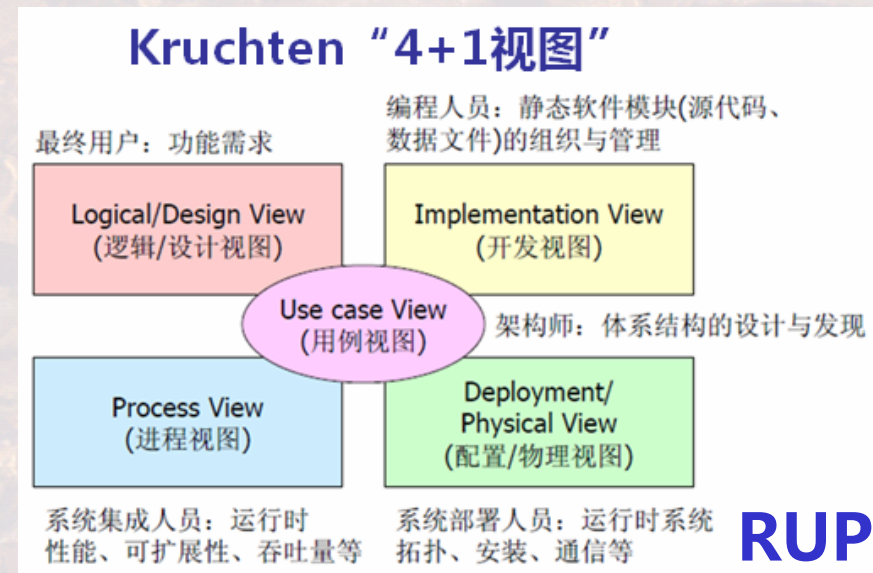 Kruchten “4+1视图”
最终用户：功能需求
编程人员：静态软件模块(源代码、
数据文件)的组织与管理
Logical/Design View
(逻辑/设计视图)
Implementation View
(开发视图)
Use case View
(用例视图)
架构师：体系结构的设计与发现
Process View
(进程视图)
Deployment/
Physical View
(配置/物理视图)
系统集成人员：运行时
性能、可扩展性、吞吐量等
系统部署人员：运行时系统
拓扑、安装、通信等
RUP